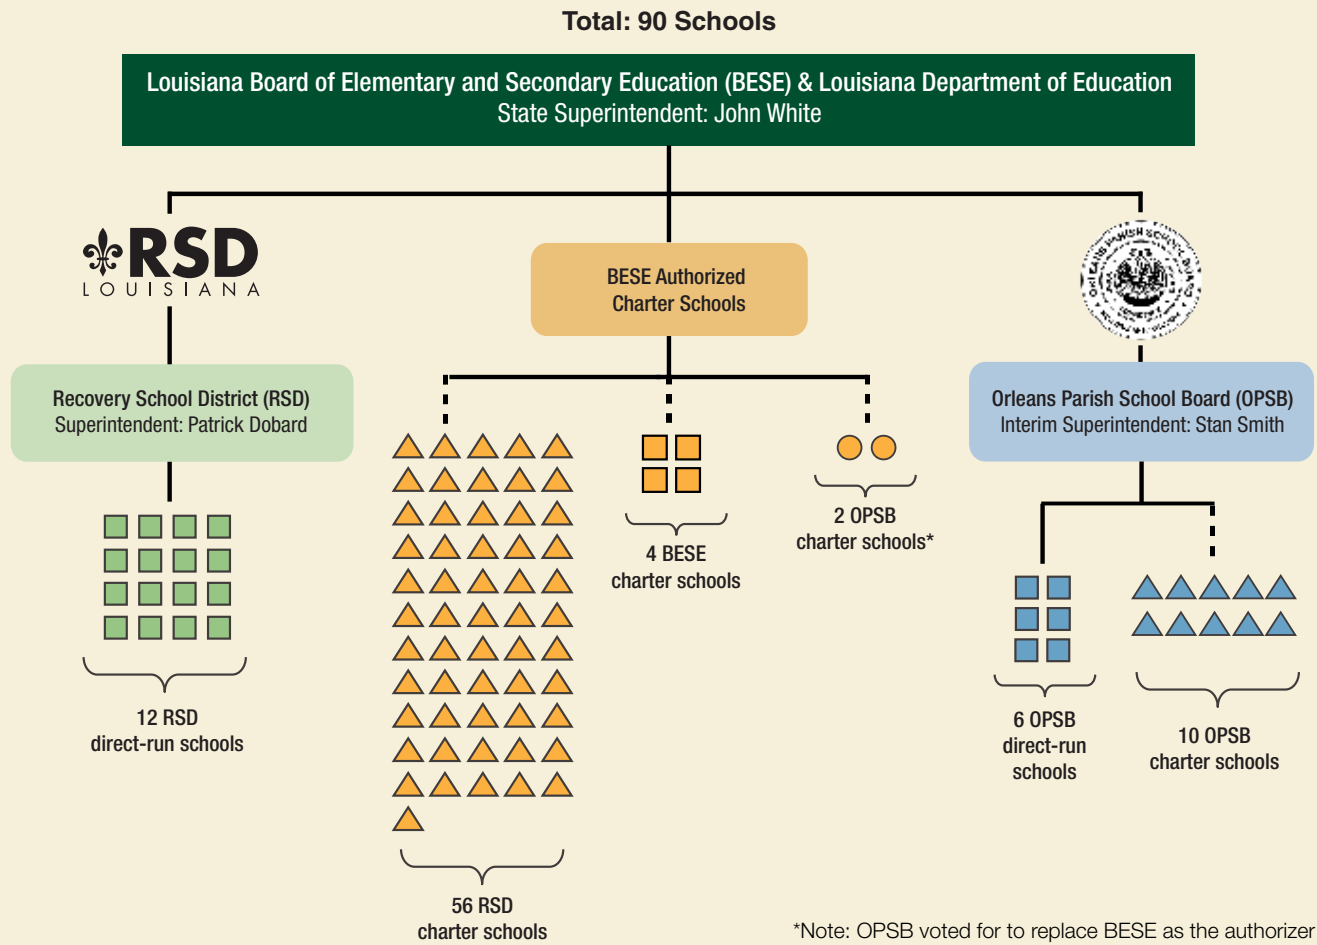 Total: 90 Schools
Louisiana Board of Elementary and Secondary Education (BESE) & Louisiana Department of Education
State Superintendent: John White
RSD
LOUISIANA
BESE Authorized
Charter Schools
Recovery School District (RSD)
Superintendent: Patrick Dobard
Orleans Parish School Board (OPSB)
Interim Superintendent: Stan Smith
12 RSD
direct-run schools
56 RSD
charter schools
4 BESE
charter schools
2 OPSB
charter schools*
6 OPSB
direct-run
schools
10 OPSB
charter schools
*Note: OPSB voted for to replace BESE as the authorizer